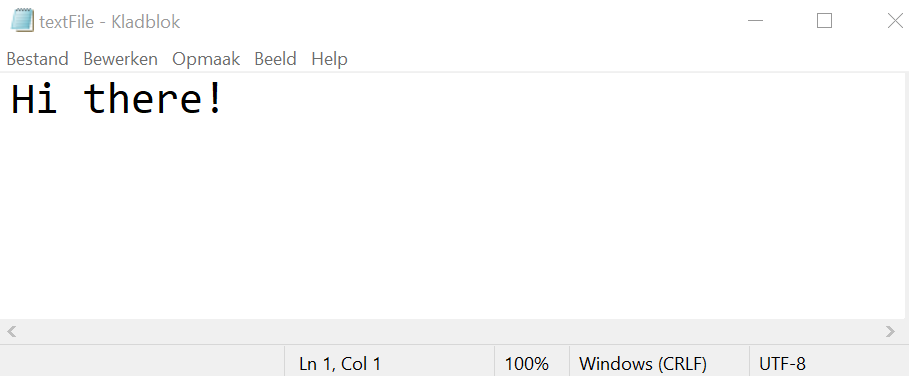 textFile - Kladblok
Bestand Bewerken Opmaak Beeld Help
Hi there!
Ln 1, Col 1 100% Windows (CRLF) UTF-8